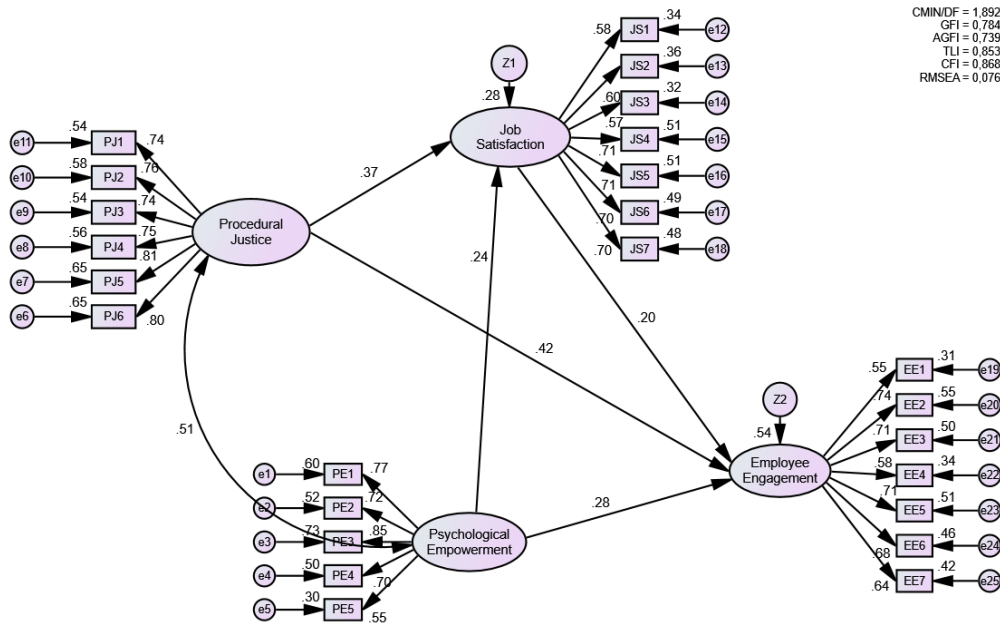 CMIN/DF = 1,892
GFI = 0,784
AGFI = 0,739
TLI = 0,853
CFI = 0,868
RMSEA = 0,076
Z1
.28
Job
Satisfaction
.58
JS1
.34
e12
JS2
.36
e13
.60
JS3
.32
e14
.57
JS4
.51
e15
.71
JS5
.51
e16
.71
JS6
.49
e17
.70
JS7
.48
e18
.70
e11
.54
PJ1
.74
e10
.58
PJ2
.76
e9
.54
PJ3
.74
e8
.56
PJ4
.75
e7
.65
PJ5
.81
e6
.65
PJ6
.80
Procedural
Justice
.37
.24
.20
.42
.51
.28
e1
.60
PE1
.77
e2
.52
PE2
.72
e3
.73
PE3
.85
e4
.50
PE4
.70
e5
.30
PE5
.55
Psychological
Empowerment
Z2
.54
Employee
Engagement
.55
EE1
.31
e19
.74
EE2
.55
e20
.71
EE3
.50
e21
.58
EE4
.34
e22
.71
EE5
.51
e23
EE6
.46
e24
.68
EE7
.42
e25
.64